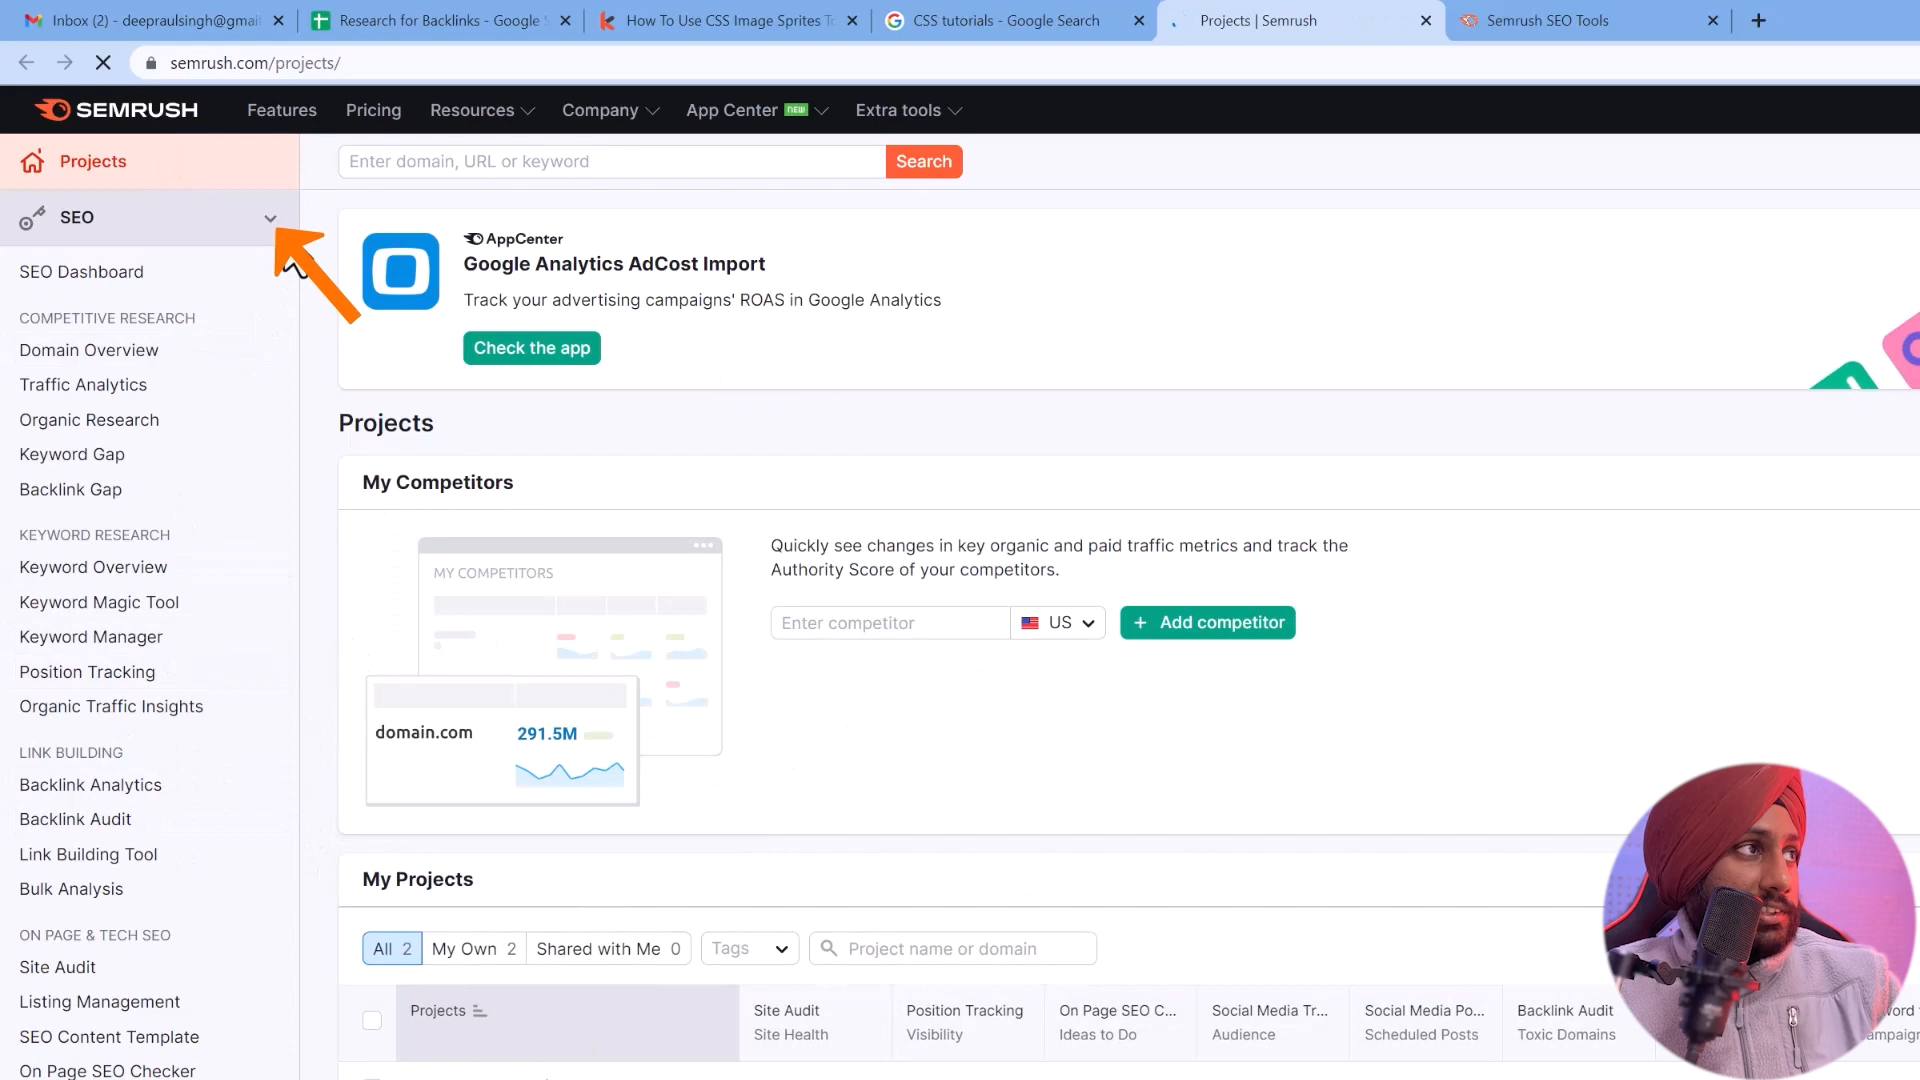 Inbox (2) - deepraulsingh@gmai
Research for Backlinks - Google S
How To Use CSS Image Sprites To
CSS tutorials - Google Search
Projects | Semrush
Semrush SEO Tools
semrush.com/projects/
SEMRUSH
Features
Pricing
Resources
Company
App Center NEW
Extra tools
Projects
Enter domain, URL or keyword
Search
SEO
SEO Dashboard
COMPETITIVE RESEARCH
Domain Overview
Traffic Analytics
Organic Research
Keyword Gap
Backlink Gap
KEYWORD RESEARCH
Keyword Overview
Keyword Magic Tool
Keyword Manager
Position Tracking
Organic Traffic Insights
LINK BUILDING
Backlink Analytics
Backlink Audit
Link Building Tool
Bulk Analysis
ON PAGE & TECH SEO
Site Audit
Listing Management
SEO Content Template
On Page SEO Checker
AppCenter
Google Analytics AdCost Import
Track your advertising campaigns' ROAS in Google Analytics
Check the app
Projects
My Competitors
MY COMPETITORS
domain.com
291.5M
Quickly see changes in key organic and paid traffic metrics and track the
Authority Score of your competitors.
Enter competitor
US
+ Add competitor
My Projects
All 2
My Own 2
Shared with Me 0
Tags
Project name or domain
Projects
Site Audit
Site Health
Position Tracking
Visibility
On Page SEO C...
Ideas to Do
Social Media Tr...
Audience
Social Media Po...
Scheduled Posts
Backlink Audit
Toxic Domains